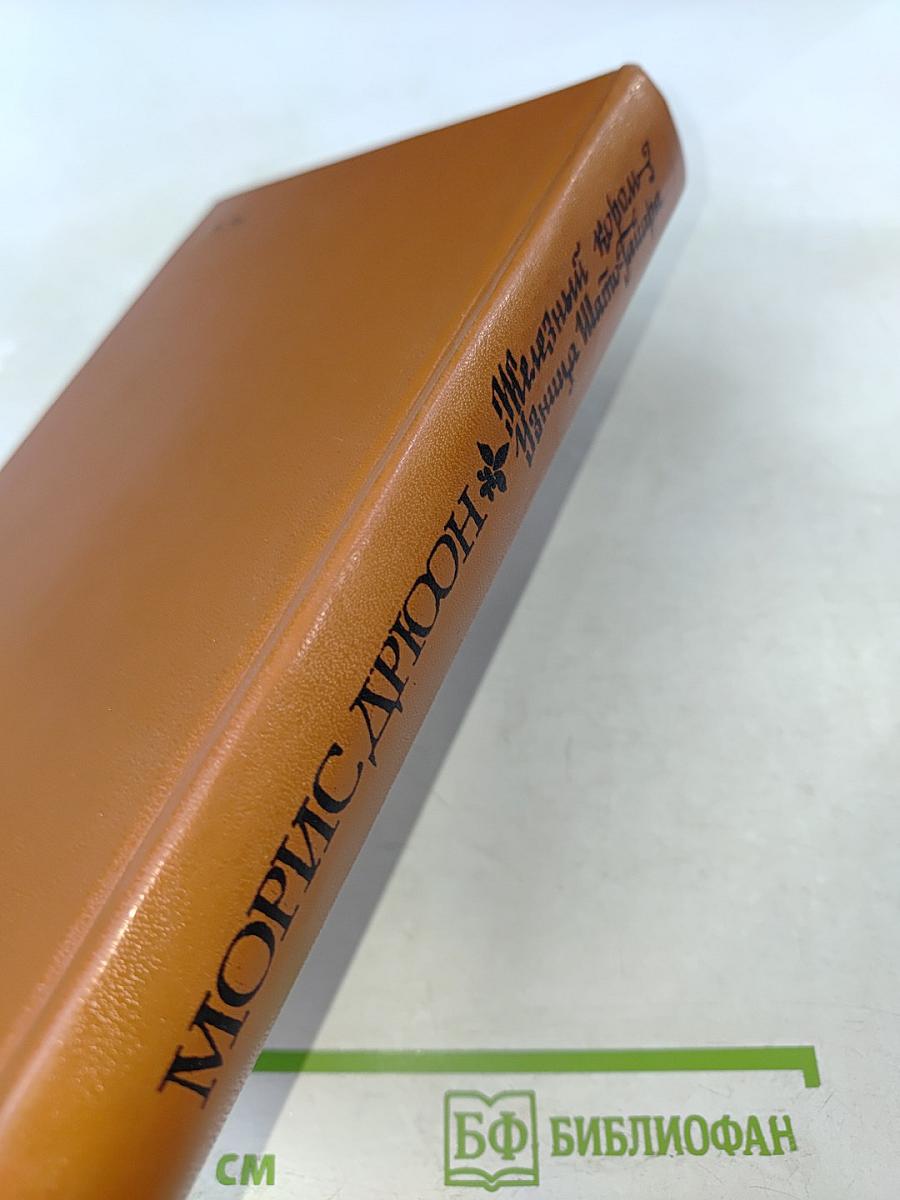 МОРИС ДРЮОН
Железный король
Узница Шато-Гайара
СМ
БФ
БИБЛИОФАН